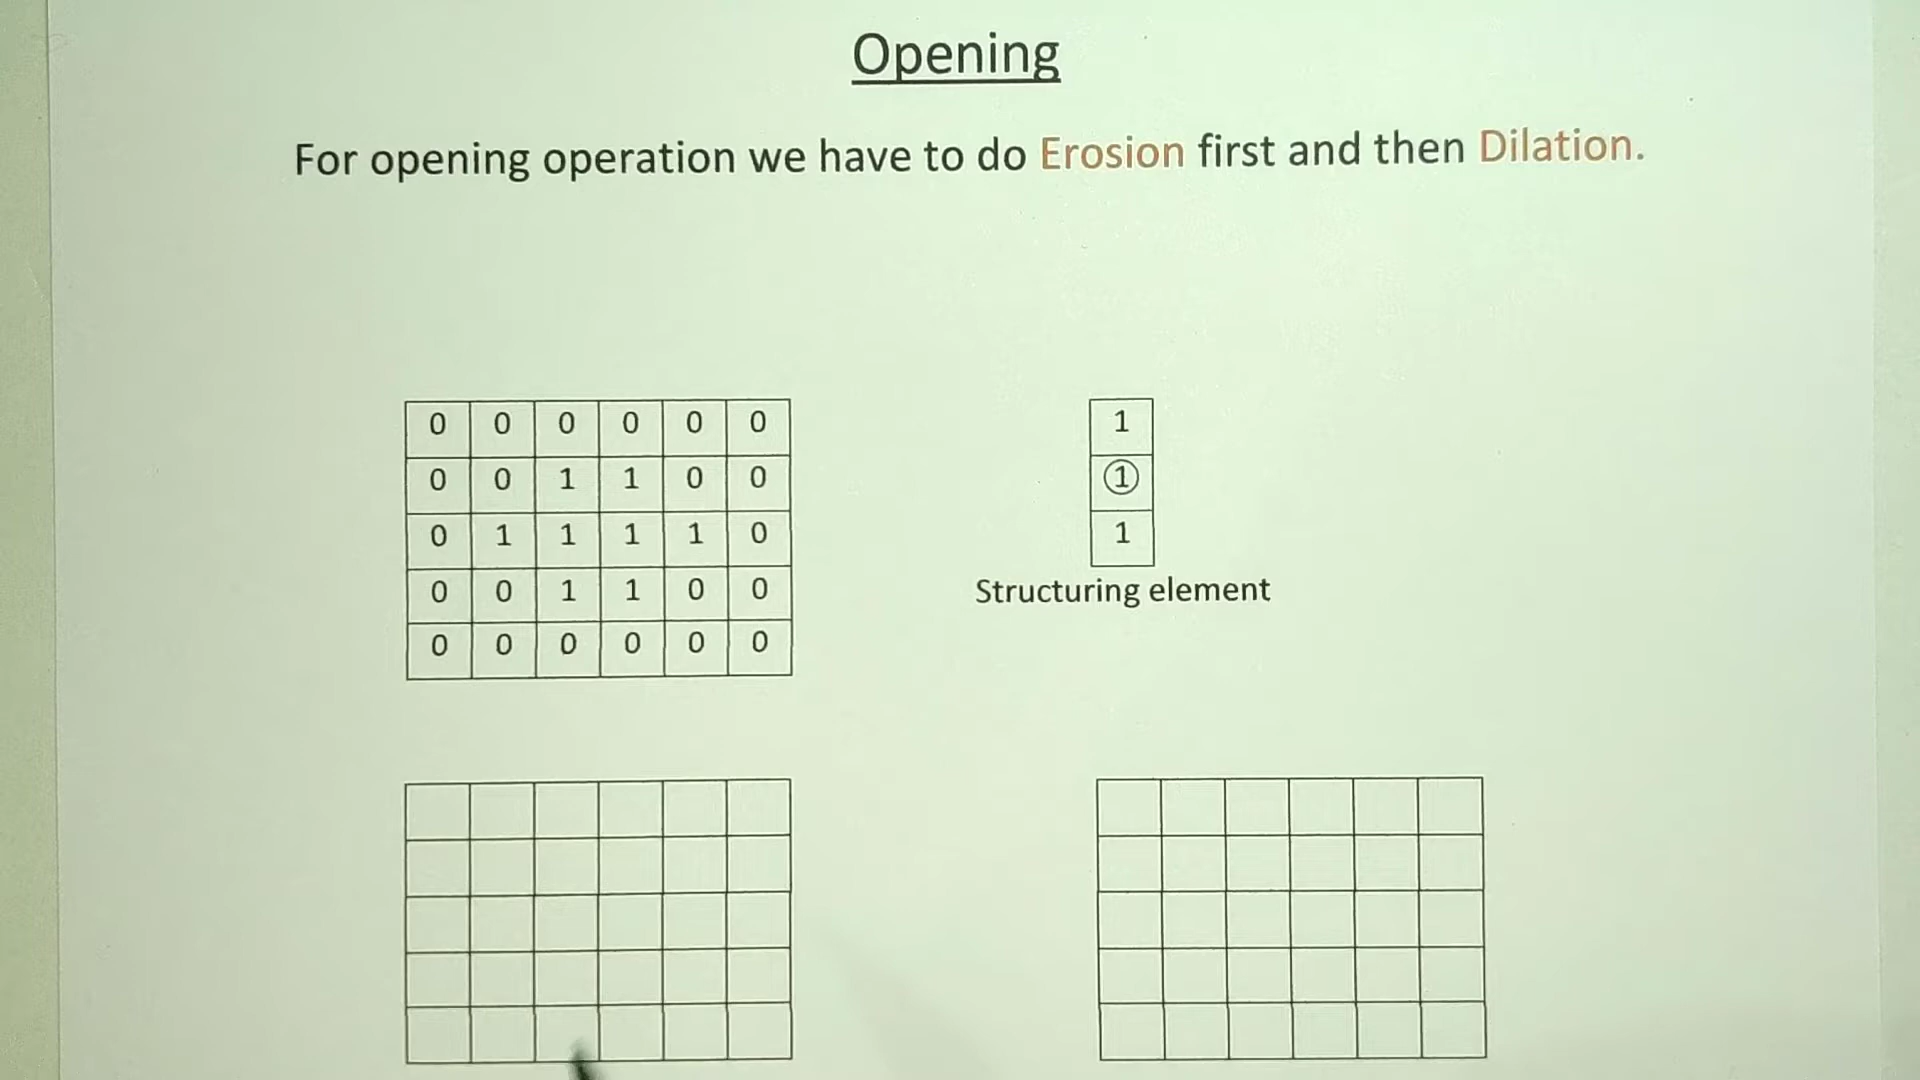 Opening
For opening operation we have to do Erosion first and then Dilation.
0 0 0 0 0 0
0 0 1 1 0 0
0 1 1 1 1 0
0 0 1 1 0 0
0 0 0 0 0 0
1
1
1
Structuring element